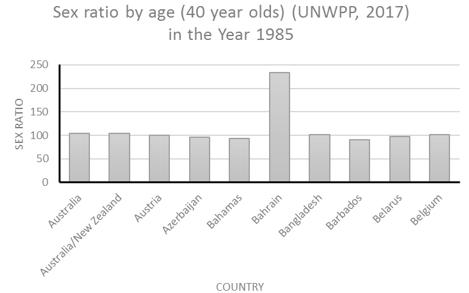 Sex ratio by age (40 year olds) (UNWPP, 2017)
in the Year 1985
SEX RATIO
250
200
150
100
50
0
Australia
Australia/New Zealand
Austria
Azerbaijan
Bahamas
Bahrain
Bangladesh
Barbados
Belarus
Belgium
COUNTRY